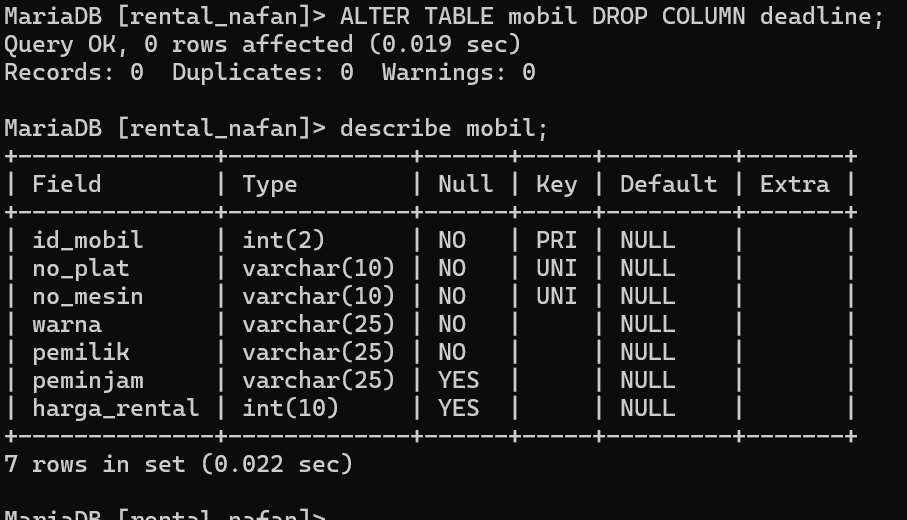 MariaDB [rental_nafan]> ALTER TABLE mobil DROP COLUMN deadline;
Query OK, 0 rows affected (0.019 sec)
Records: 0  Duplicates: 0  Warnings: 0

MariaDB [rental_nafan]> describe mobil;
+--------------+-------------+------+-----+---------+-------+
| Field        | Type        | Null | Key | Default | Extra |
+--------------+-------------+------+-----+---------+-------+
| id_mobil     | int(2)      | NO   | PRI | NULL    |       |
| no_plat      | varchar(10) | NO   | UNI | NULL    |       |
| no_mesin     | varchar(10) | NO   | UNI | NULL    |       |
| warna        | varchar(25) | NO   |     | NULL    |       |
| pemilik      | varchar(25) | NO   |     | NULL    |       |
| peminjam     | varchar(25) | YES  |     | NULL    |       |
| harga_rental | int(10)     | YES  |     | NULL    |       |
+--------------+-------------+------+-----+---------+-------+
7 rows in set (0.022 sec)

MariaDB [rental_nafan]>